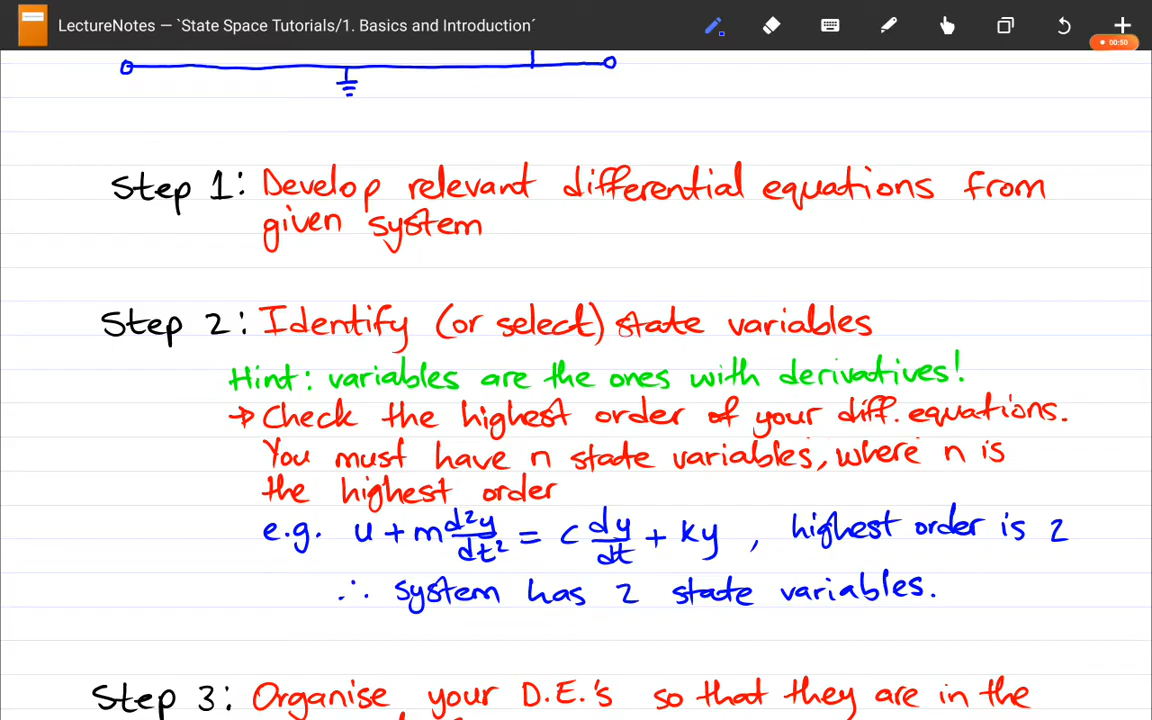 LectureNotes — `State Space Tutorials/1. Basics and Introduction´
00:50
Step 1: Develop relevant differential equations from
given system
Step 2: Identify (or select) state variables
Hint: variables are the ones with derivatives!
→ Check the highest order of your diff. equations.
You must have n state variables, where n is
the highest order
e.g. u + m d²y/dt² = c dy/dt + ky , highest order is 2
∴ system has 2 state variables.
Step 3: Organise your D.E.'s so that they are in the